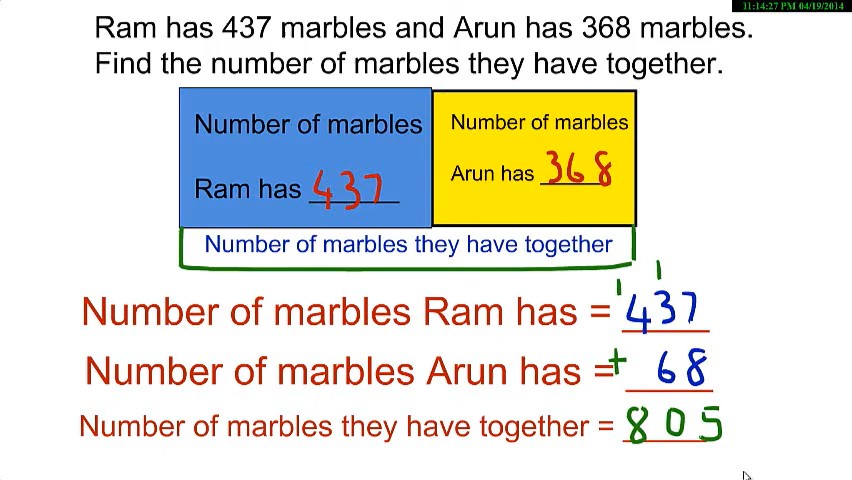 11:14:27 PM 04/19/2014
Ram has 437 marbles and Arun has 368 marbles.
Find the number of marbles they have together.
Number of marbles
Ram has 437
Number of marbles
Arun has 368
Number of marbles they have together
1 1
Number of marbles Ram has = 437
Number of marbles Arun has =+ 68
Number of marbles they have together = 805